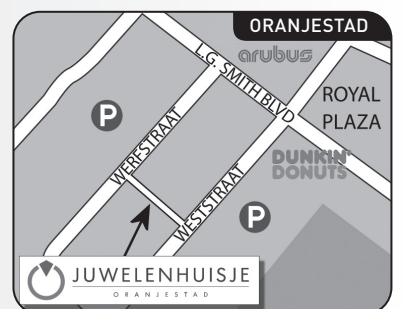 ORANJESTAD
arubus
L.G. SMITH BLVD
ROYAL
PLAZA
P
WERFSTRAAT
DUNKIN'
DONUTS
WESTSTRAAT
P
JUWELENHUISJE
ORANJESTAD